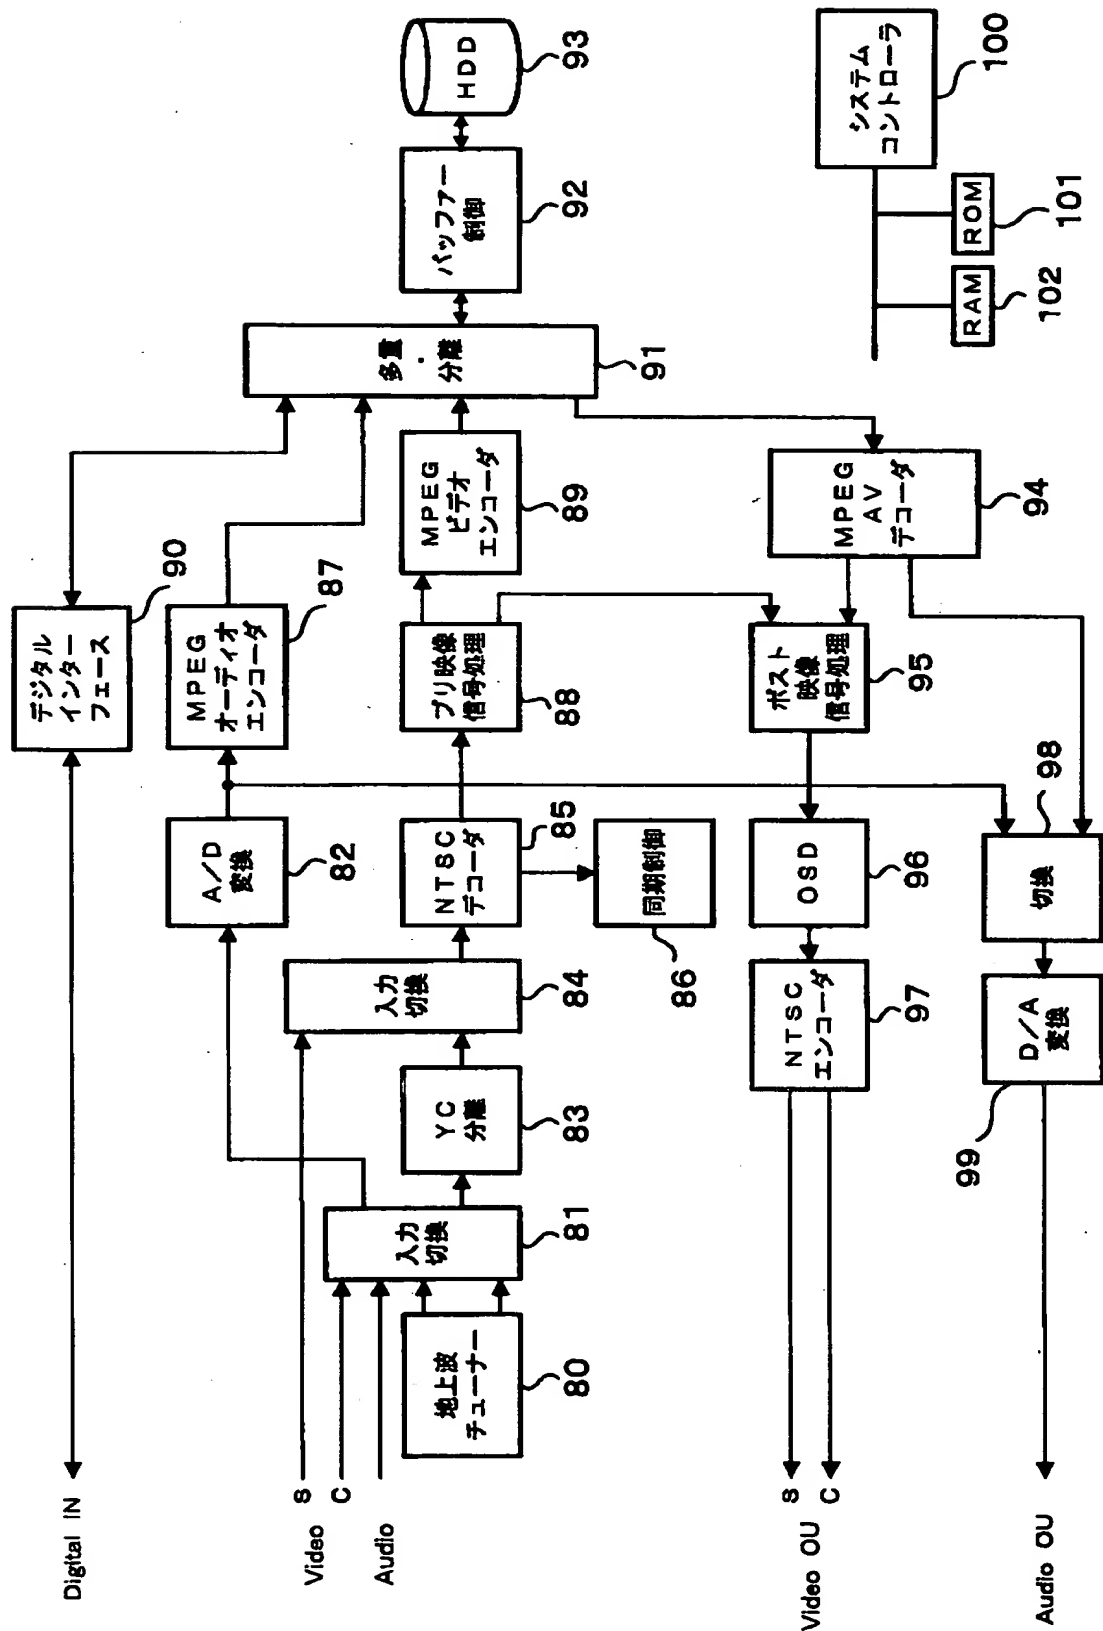 Digital IN
デジタル
インター
フェース
90
A/D
変換
82
MPEG
オーディオ
エンコーダ
87
Video
S
C
Audio
地上波
チューナー
80
入力
切換
81
YC
分離
83
入力
切換
84
NTSC
デコーダ
85
同期制御
86
プリ映像
信号処理
88
MPEG
ビデオ
エンコーダ
89
多重
・
分離
91
バッファー
制御
92
HDD
93
Video OU
S
C
NTSC
エンコーダ
97
OSD
96
ポスト
映像
信号処理
95
MPEG
AV
デコーダ
94
Audio OU
D/A
変換
99
切換
98
システム
コントローラ
100
ROM
101
RAM
102